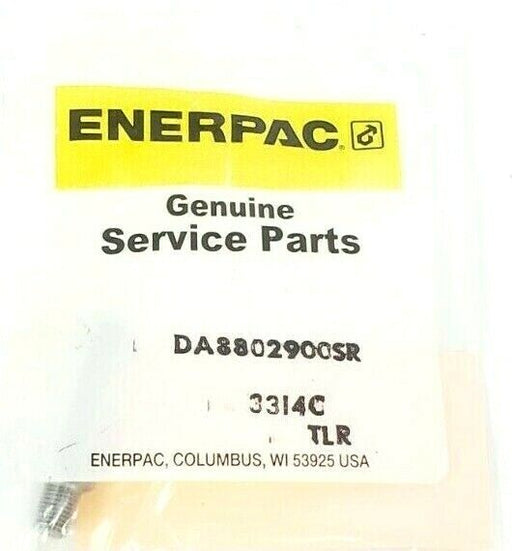 ENERPAC
Genuine
Service Parts
DA8802900SR
3314C
TLR
ENERPAC, COLUMBUS, WI 53925 USA